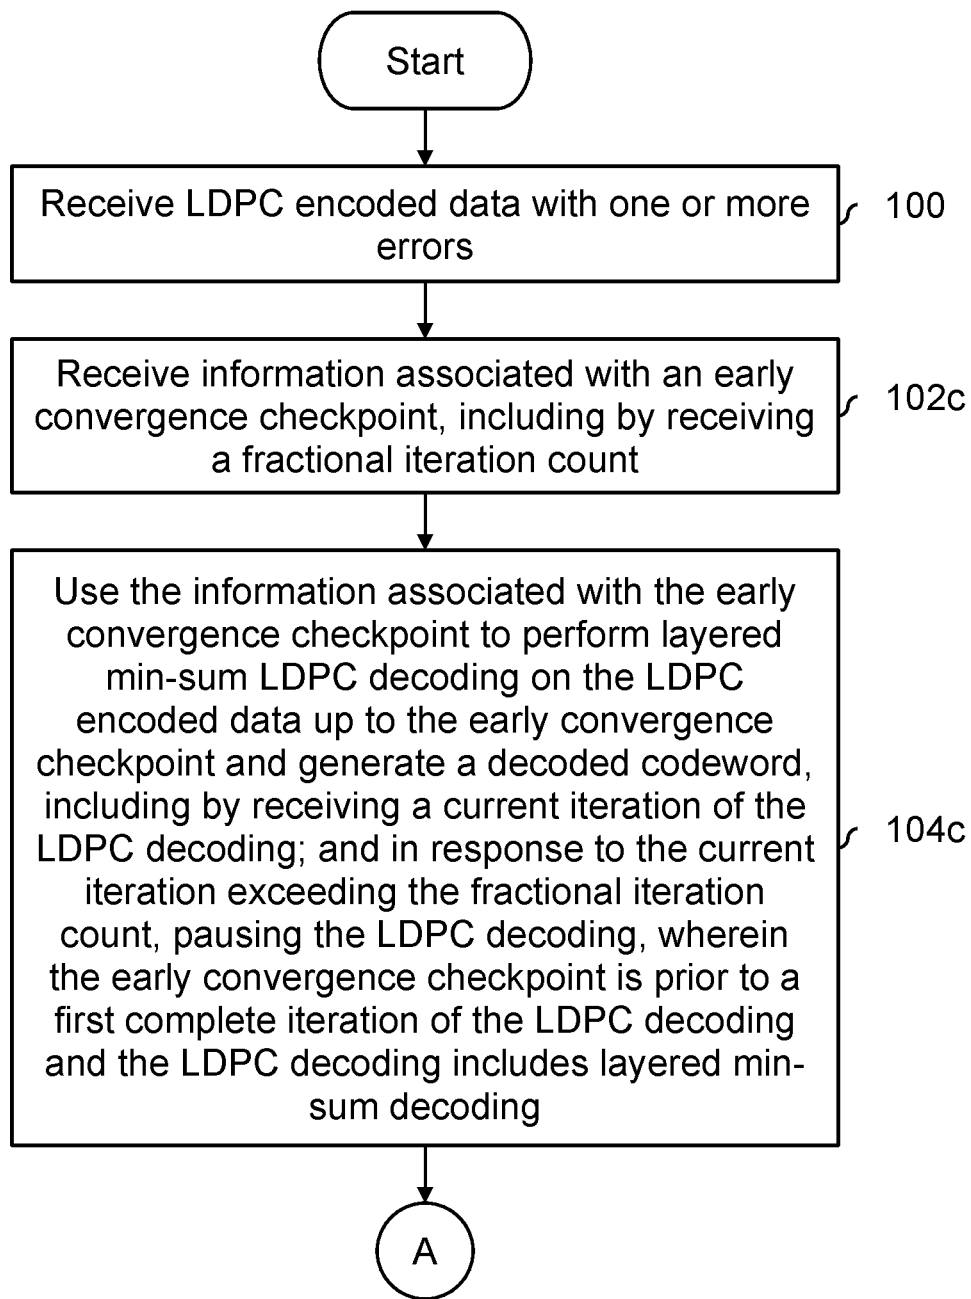 Start
Receive LDPC encoded data with one or more
errors
100
Receive information associated with an early
convergence checkpoint, including by receiving
a fractional iteration count
102c
Use the information associated with the early
convergence checkpoint to perform layered
min-sum LDPC decoding on the LDPC
encoded data up to the early convergence
checkpoint and generate a decoded codeword,
including by receiving a current iteration of the
LDPC decoding; and in response to the current
iteration exceeding the fractional iteration
count, pausing the LDPC decoding, wherein
the early convergence checkpoint is prior to a
first complete iteration of the LDPC decoding
and the LDPC decoding includes layered min-
sum decoding
104c
A